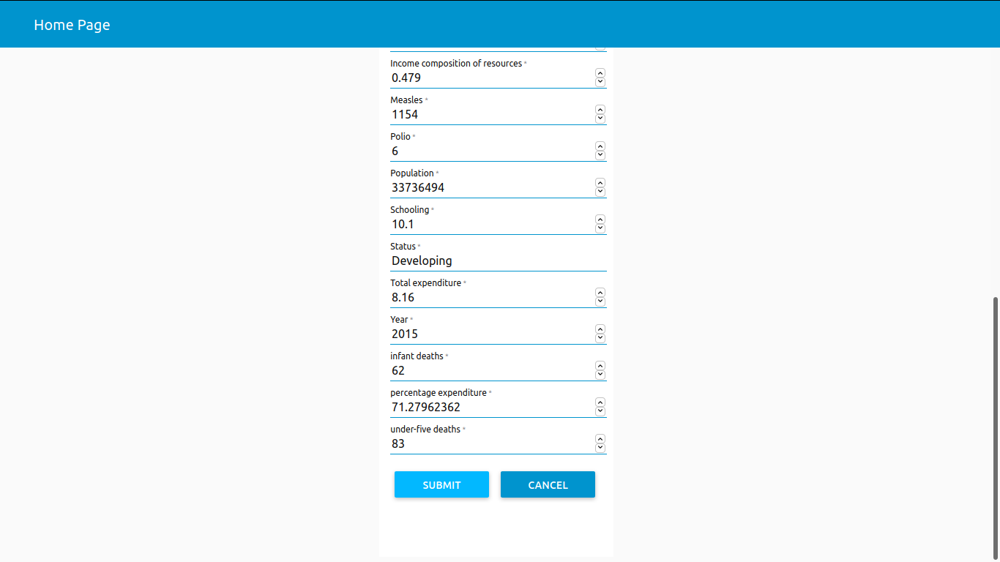 Home Page
Income composition of resources *
0.479
Measles *
1154
Polio *
6
Population *
33736494
Schooling *
10.1
Status *
Developing
Total expenditure *
8.16
Year *
2015
infant deaths *
62
percentage expenditure *
71.27962362
under-five deaths *
83
SUBMIT CANCEL